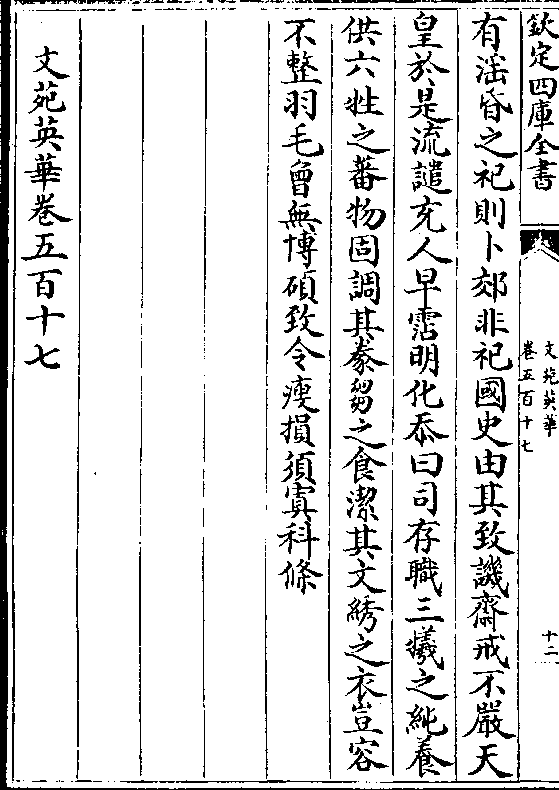 欽定四庫全書
文苑英華
卷五百十七
十二
有淫昏之祀則卜郊非祀國史由其致譏齋戒不嚴天
皇於是流譴充人早霑明化忝曰司存職三犧之純養
供六牲之蕃物固調其豢芻之食潔其文綉之衣豈容
不整羽毛曾無博碩致令瘦損須寘科條
文苑英華卷五百十七